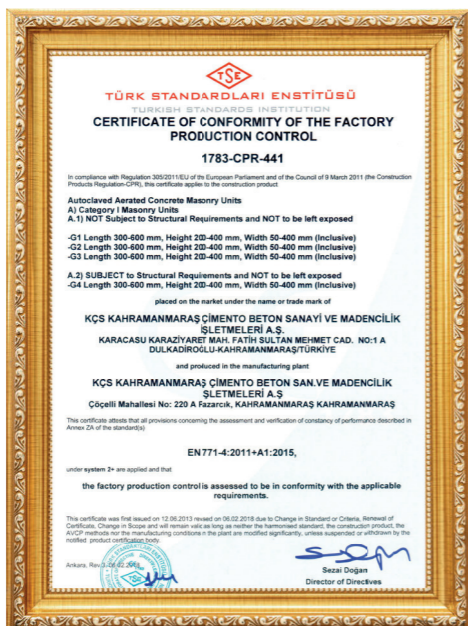 TSE
TÜRK STANDARDLARI ENSTİTÜSÜ
TURKISH STANDARDS INSTITUTION
CERTIFICATE OF CONFORMITY OF THE FACTORY
PRODUCTION CONTROL
1783-CPR-441
In compliance with Regulation 305/2011/EU of the European Parliament and of the Council of 9 March 2011 (the Construction
Products Regulation-CPR), this certificate applies to the construction product
Autoclaved Aerated Concrete Masonry Units
A) Category I Masonry Units
A.1) NOT Subject to Structural Requirements and NOT to be left exposed
-G1 Length 300-600 mm, Height 200-400 mm, Width 50-400 mm (Inclusive)
-G2 Length 300-600 mm, Height 200-400 mm, Width 50-400 mm (Inclusive)
-G3 Length 300-600 mm, Height 200-400 mm, Width 50-400 mm (Inclusive)
A.2) SUBJECT to Structural Requirements and NOT to be left exposed
-G4 Length 300-600 mm, Height 200-400 mm, Width 50-400 mm (Inclusive)
placed on the market under the name or trade mark of
KÇS KAHRAMANMARAŞ ÇİMENTO BETON SANAYİ VE MADENCİLİK
İŞLETMELERİ A.Ş.
KARACASU KARAZİYARET MAH. FATİH SULTAN MEHMET CAD. NO:1 A
DULKADİROĞLU-KAHRAMANMARAŞ/TÜRKİYE
and produced in the manufacturing plant
KÇS KAHRAMANMARAŞ ÇİMENTO BETON SAN.VE MADENCİLİK
İŞLETMELERİ A.Ş
Çöçelli Mahallesi No: 220 A Pazarcık, KAHRAMANMARAŞ KAHRAMANMARAŞ
This certificate attests that all provisions concerning the assessment and verification of constancy of performance described in
Annex ZA of the standard(s)
EN771-4:2011+A1:2015,
under system 2+ are applied and that
the factory production control is assessed to be in conformity with the applicable
requirements.
This certificate was first issued on 12.06.2013 revised on 06.02.2018 due to Change in Standard or Criteria, Renewal of
Certificate, Change in Scope and will remain valid as long as neither the harmonised standard, the construction product, the
AVCP methods nor the manufacturing conditions in the plant are modified significantly, unless suspended or withdrawn by the
notified product certification body.
Ankara, Rev.
Sezai Doğan
Director of Directives